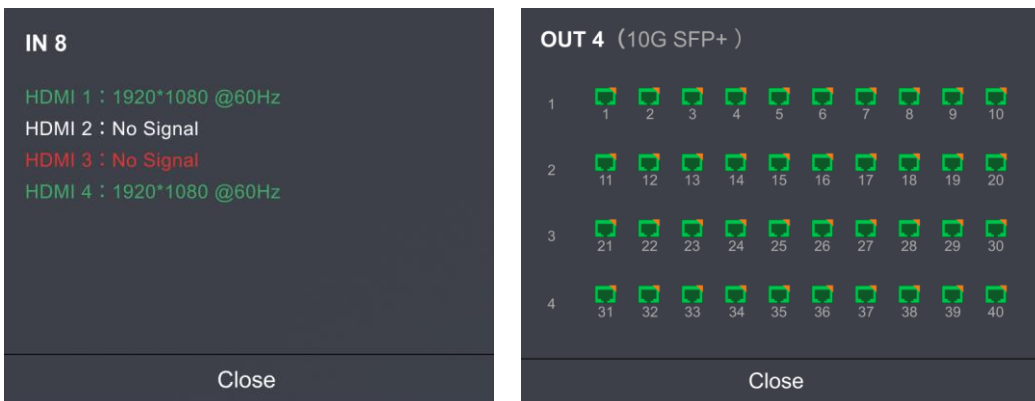 IN 8
HDMI 1：1920*1080 @60Hz
HDMI 2：No Signal
HDMI 3：No Signal
HDMI 4：1920*1080 @60Hz
Close
OUT 4（10G SFP+ ）
1
1 2 3 4 5 6 7 8 9 10
2
11 12 13 14 15 16 17 18 19 20
3
21 22 23 24 25 26 27 28 29 30
4
31 32 33 34 35 36 37 38 39 40
Close